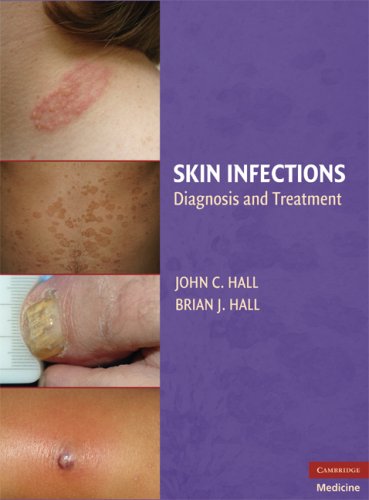 SKIN INFECTIONS
Diagnosis and Treatment
JOHN C. HALL
BRIAN J. HALL
CAMBRIDGE
Medicine